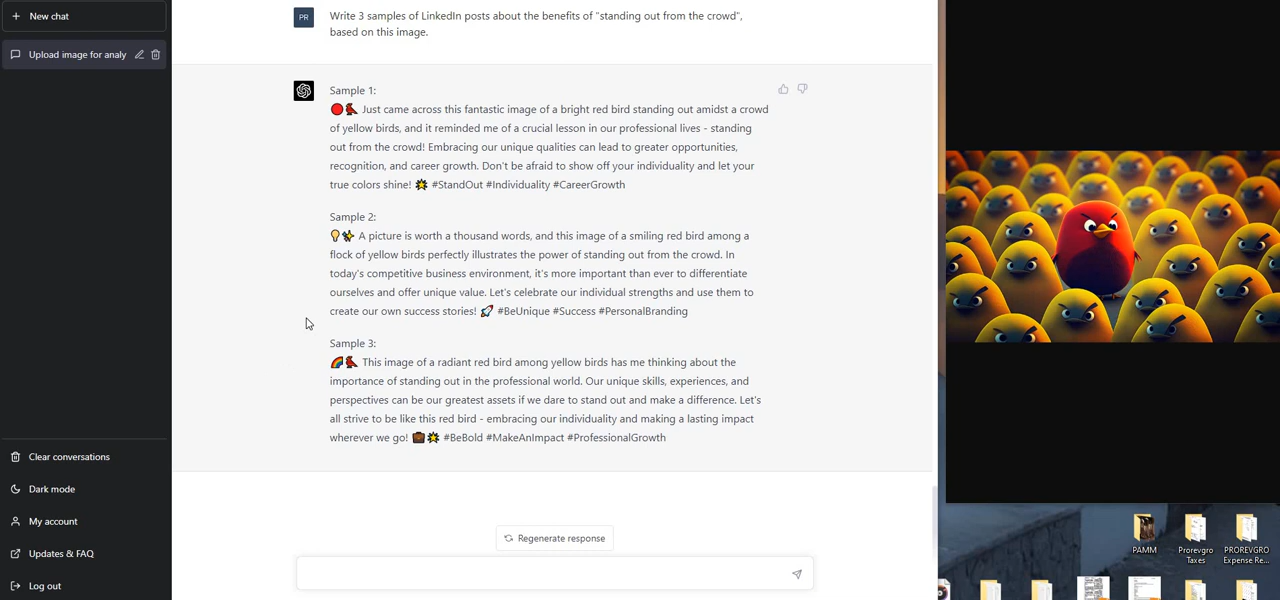 New chat
Upload image for analy
Clear conversations
Dark mode
My account
Updates & FAQ
Log out
PR
Write 3 samples of LinkedIn posts about the benefits of "standing out from the crowd",
based on this image.
Sample 1:
🔴🐦 Just came across this fantastic image of a bright red bird standing out amidst a crowd
of yellow birds, and it reminded me of a crucial lesson in our professional lives - standing
out from the crowd! Embracing our unique qualities can lead to greater opportunities,
recognition, and career growth. Don't be afraid to show off your individuality and let your
true colors shine! 🌟 #StandOut #Individuality #CareerGrowth
Sample 2:
💡✨ A picture is worth a thousand words, and this image of a smiling red bird among a
flock of yellow birds perfectly illustrates the power of standing out from the crowd. In
today's competitive business environment, it's more important than ever to differentiate
ourselves and offer unique value. Let's celebrate our individual strengths and use them to
create our own success stories! 🚀 #BeUnique #Success #PersonalBranding
Sample 3:
🌈🐦 This image of a radiant red bird among yellow birds has me thinking about the
importance of standing out in the professional world. Our unique skills, experiences, and
perspectives can be our greatest assets if we dare to stand out and make a difference. Let's
all strive to be like this red bird - embracing our individuality and making a lasting impact
wherever we go! 💼🌟 #BeBold #MakeAnImpact #ProfessionalGrowth
Regenerate response
PAMM
Prorevgro
Taxes
PROREVGRO
Expense Re...